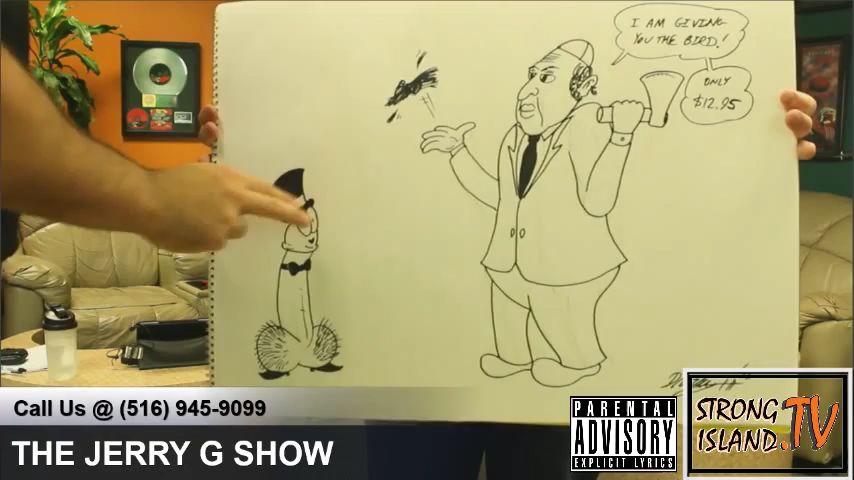 I AM GIVING
YOU THE BIRD!
ONLY
$12.95
Call Us @ (516) 945-9099
THE JERRY G SHOW
PARENTAL
ADVISORY
EXPLICIT LYRICS
STRONG
ISLAND.TV